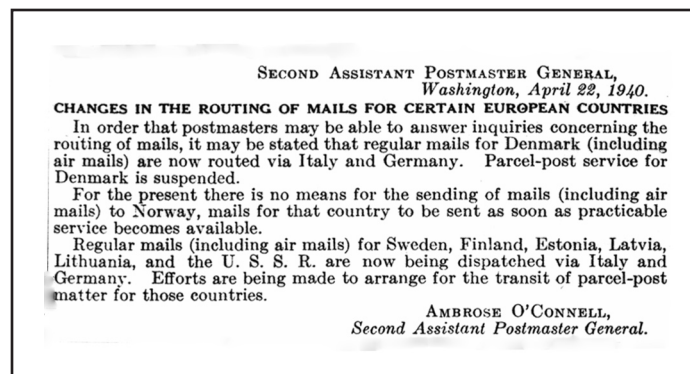 SECOND ASSISTANT POSTMASTER GENERAL,
Washington, April 22, 1940.
CHANGES IN THE ROUTING OF MAILS FOR CERTAIN EUROPEAN COUNTRIES
In order that postmasters may be able to answer inquiries concerning the
routing of mails, it may be stated that regular mails for Denmark (including
air mails) are now routed via Italy and Germany. Parcel-post service for
Denmark is suspended.
For the present there is no means for the sending of mails (including air
mails) to Norway, mails for that country to be sent as soon as practicable
service becomes available.
Regular mails (including air mails) for Sweden, Finland, Estonia, Latvia,
Lithuania, and the U. S. S. R. are now being dispatched via Italy and
Germany. Efforts are being made to arrange for the transit of parcel-post
matter for those countries.
AMBROSE O'CONNELL,
Second Assistant Postmaster General.